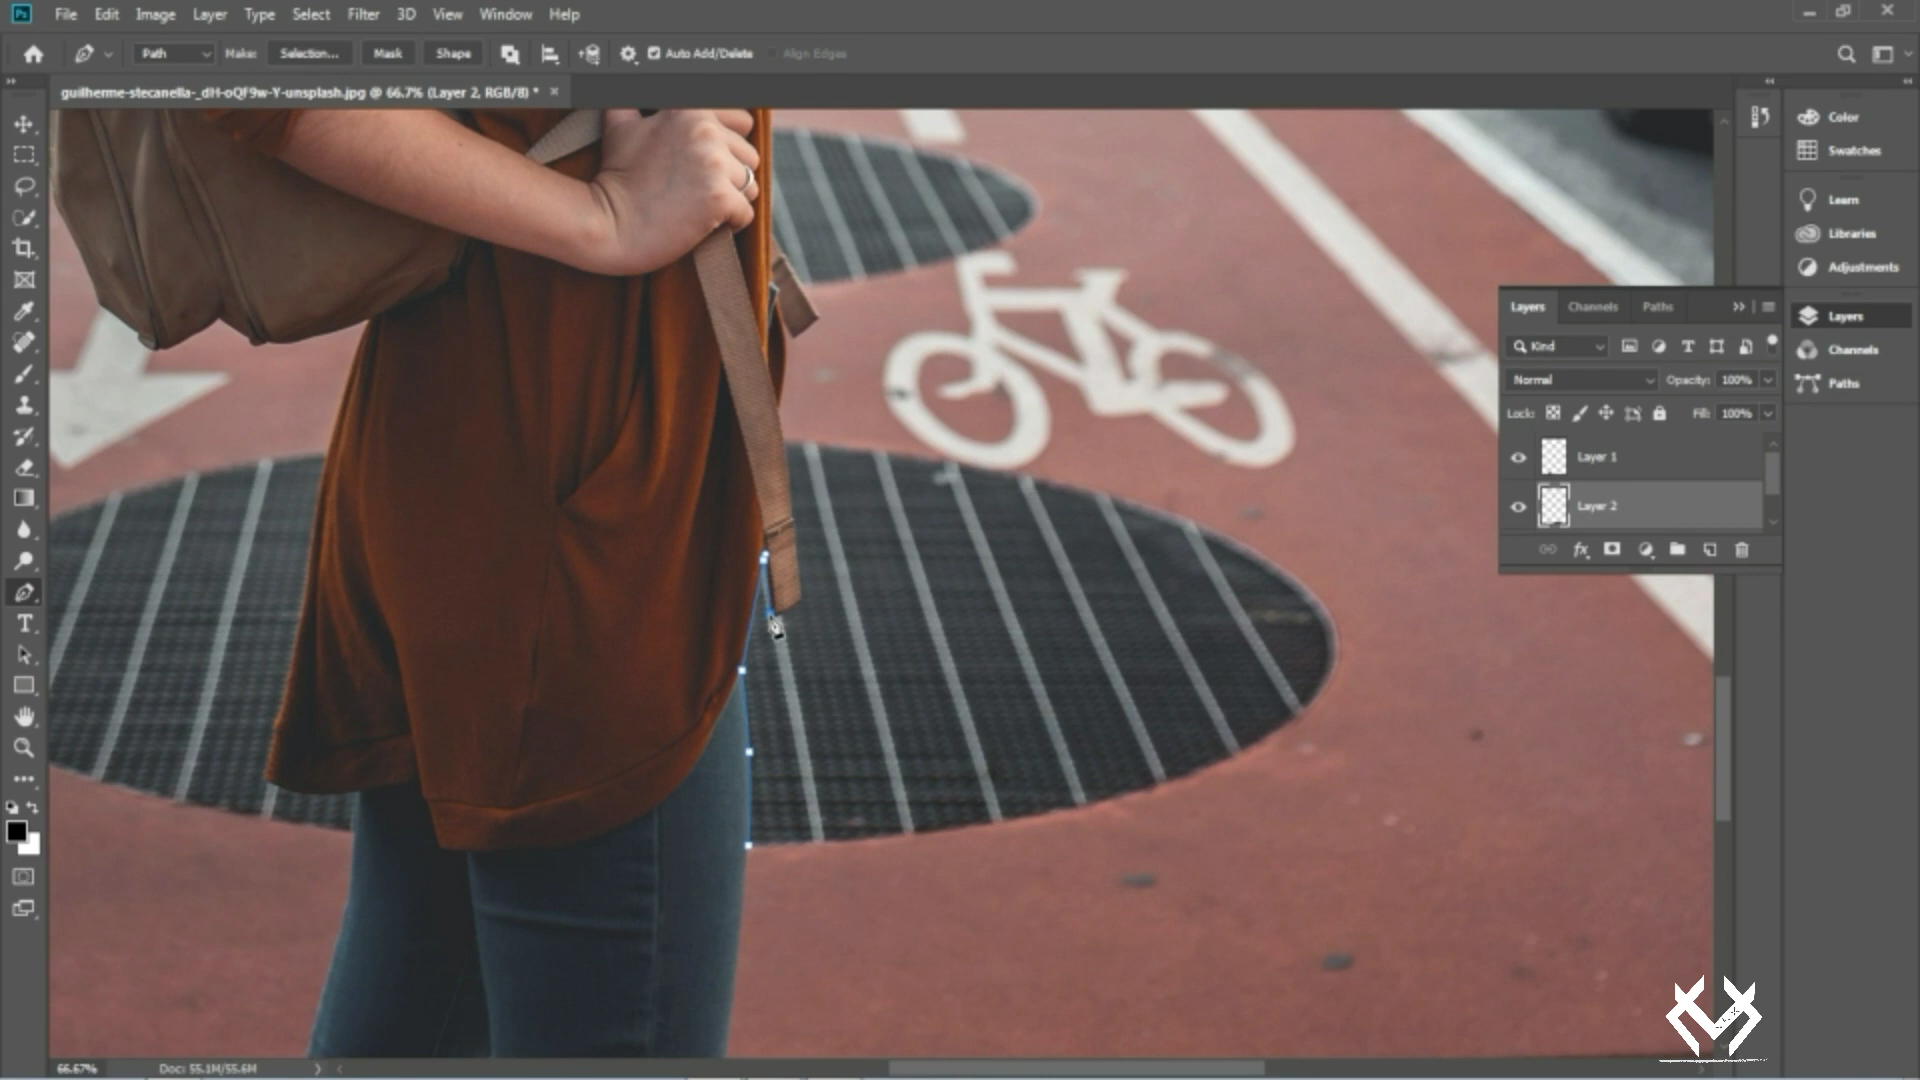 Ps File Edit Image Layer Type Select Filter 3D View Window Help
Path Make: Selection... Mask Shape Auto Add/Delete Align Edges
guilherme-stecanella-_dH-oQF9w-Y-unsplash.jpg @ 66.7% (Layer 2, RGB/8) *
Color
Swatches
Learn
Libraries
Adjustments
Layers
Channels
Paths
Layers Channels Paths
Kind
Normal Opacity: 100%
Lock: Fill: 100%
Layer 1
Layer 2
fx
66.67% Doc: 55.1M/55.6M